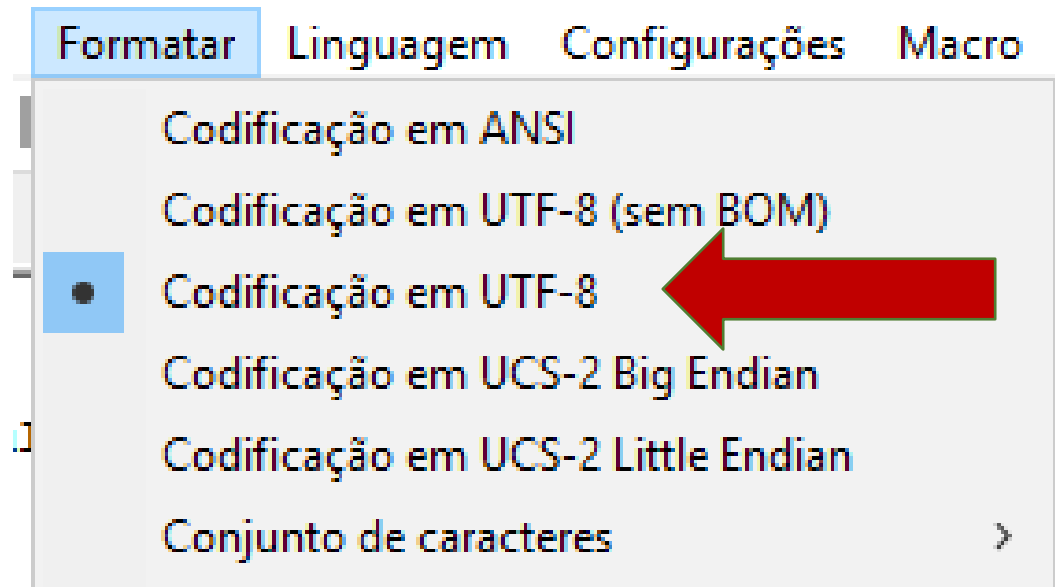 Formatar Linguagem Configurações Macro
Codificação em ANSI
Codificação em UTF-8 (sem BOM)
Codificação em UTF-8
Codificação em UCS-2 Big Endian
Codificação em UCS-2 Little Endian
Conjunto de caracteres